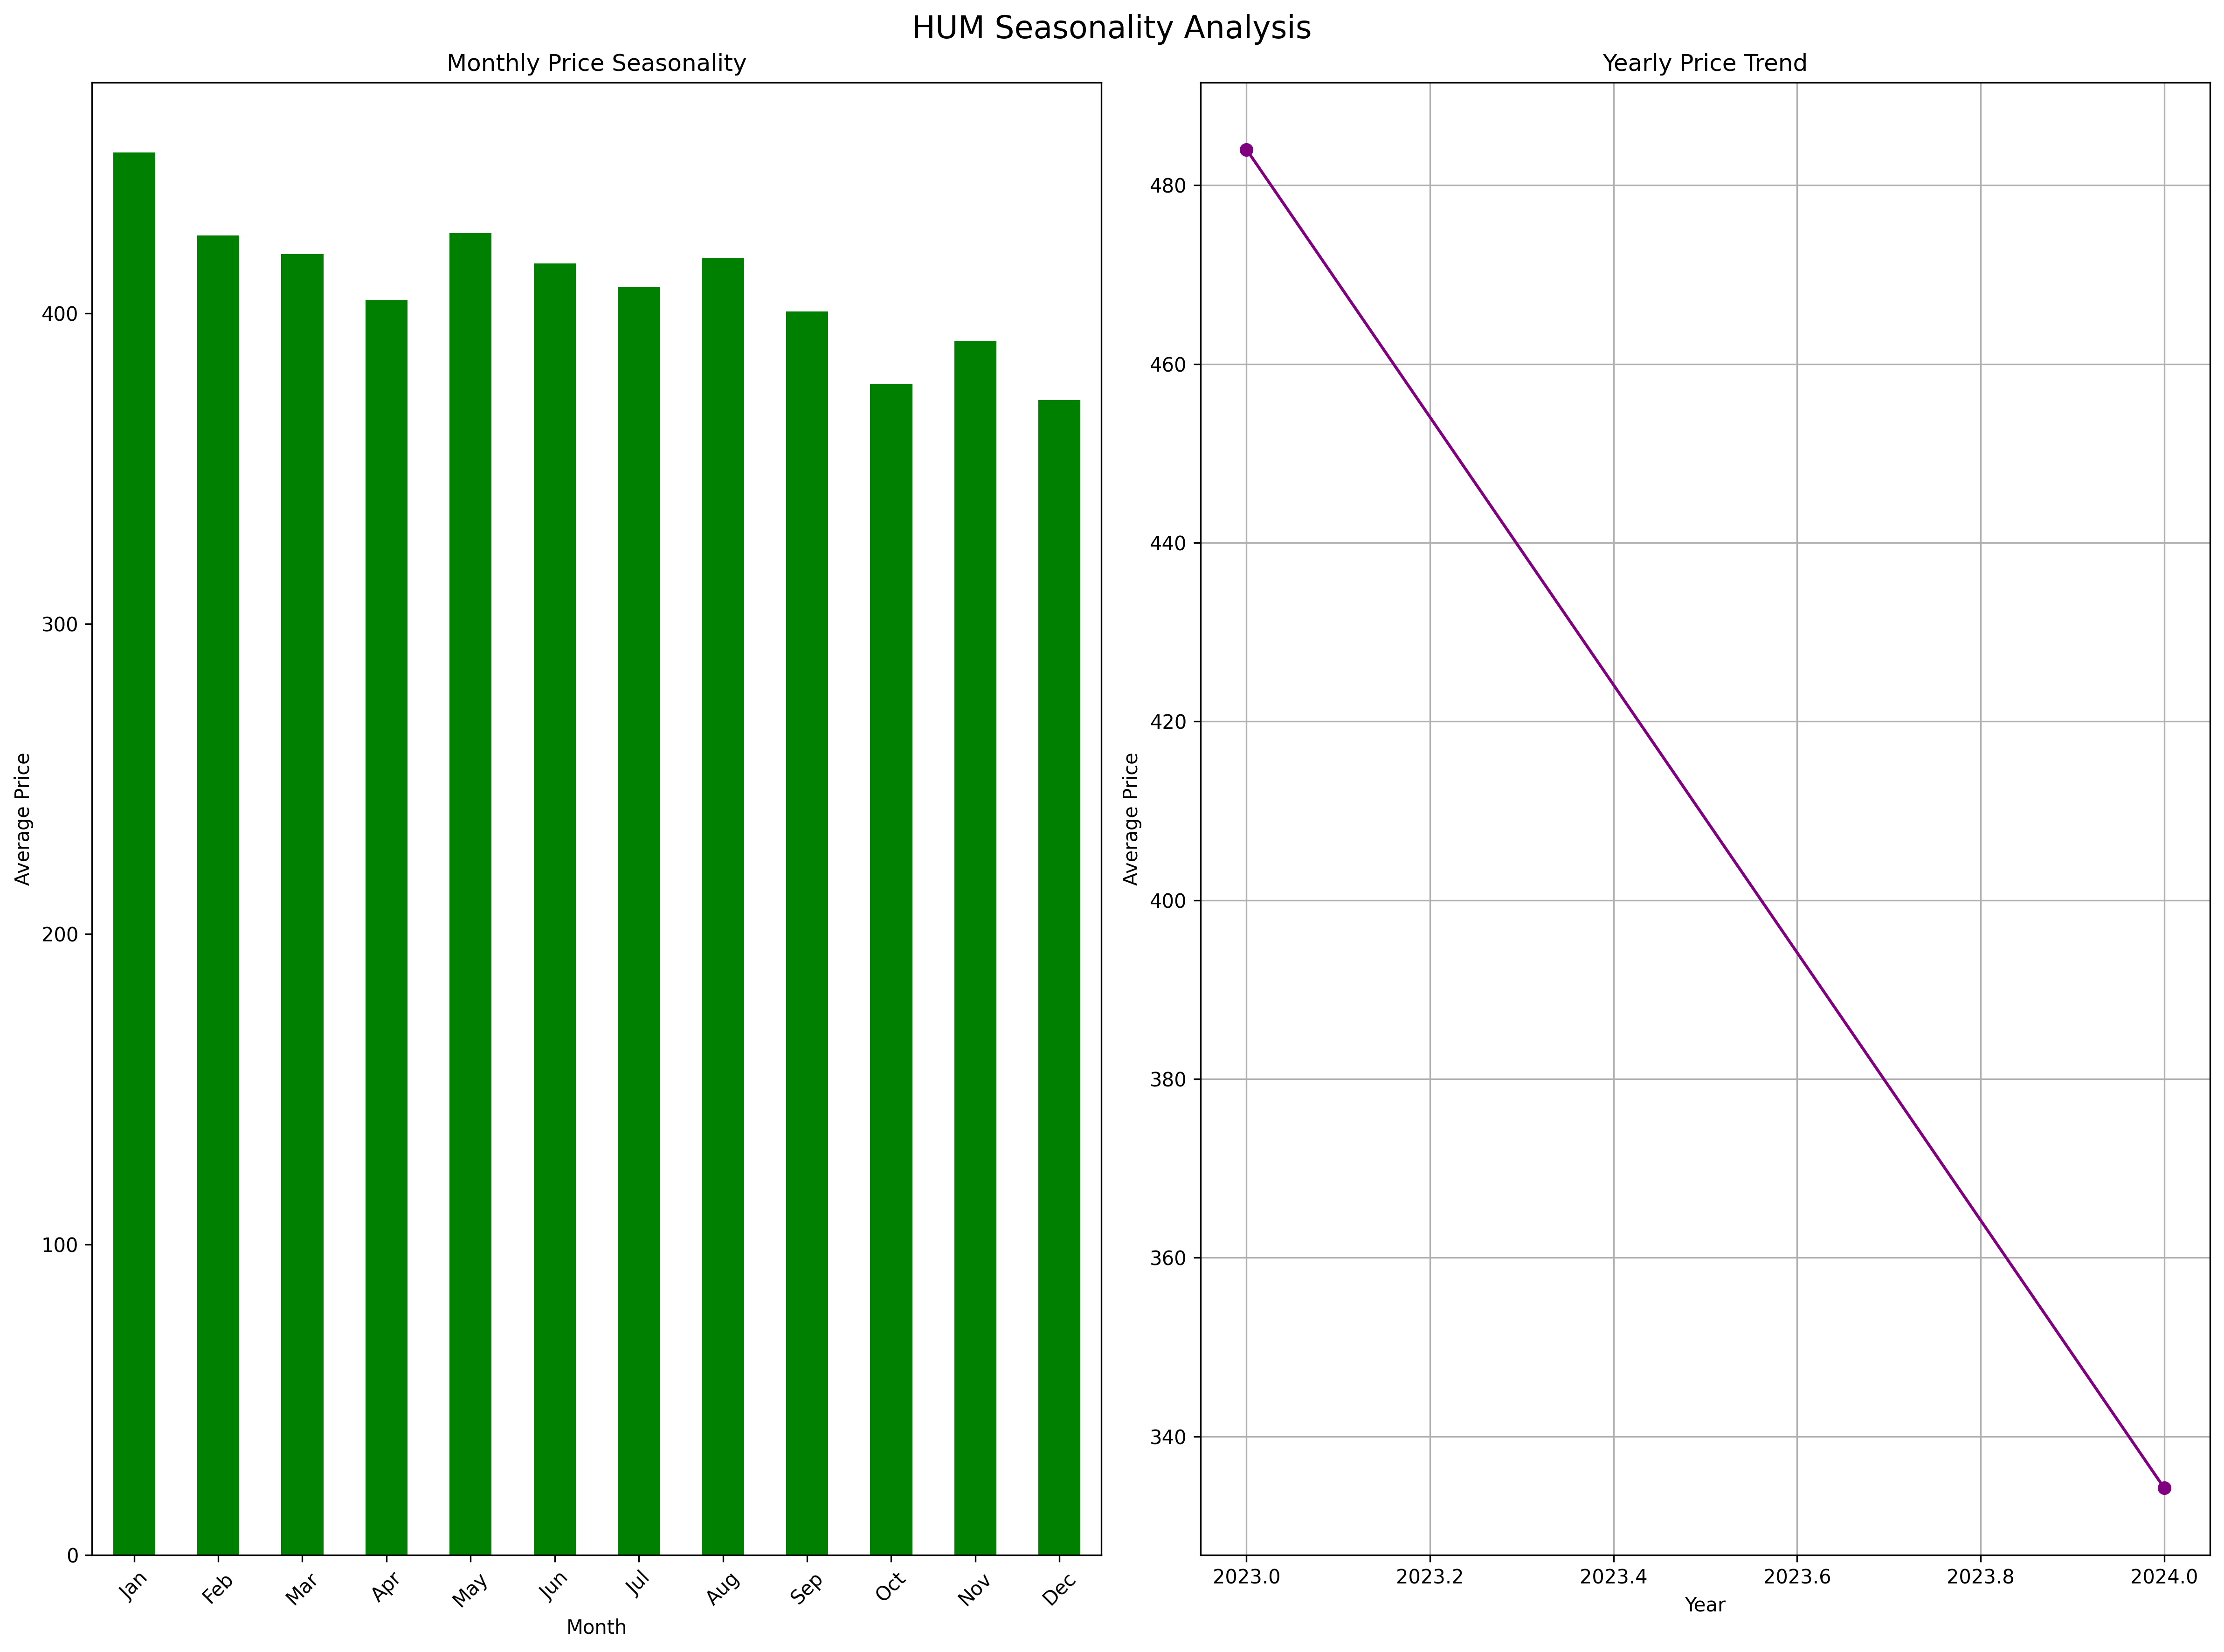 HUM Seasonality Analysis
Monthly Price Seasonality
Average Price
400
300
200
100
0
Jan
Feb
Mar
Apr
May
Jun
Jul
Aug
Sep
Oct
Nov
Dec
Month
Yearly Price Trend
Average Price
480
460
440
420
400
380
360
340
2023.0
2023.2
2023.4
2023.6
2023.8
2024.0
Year